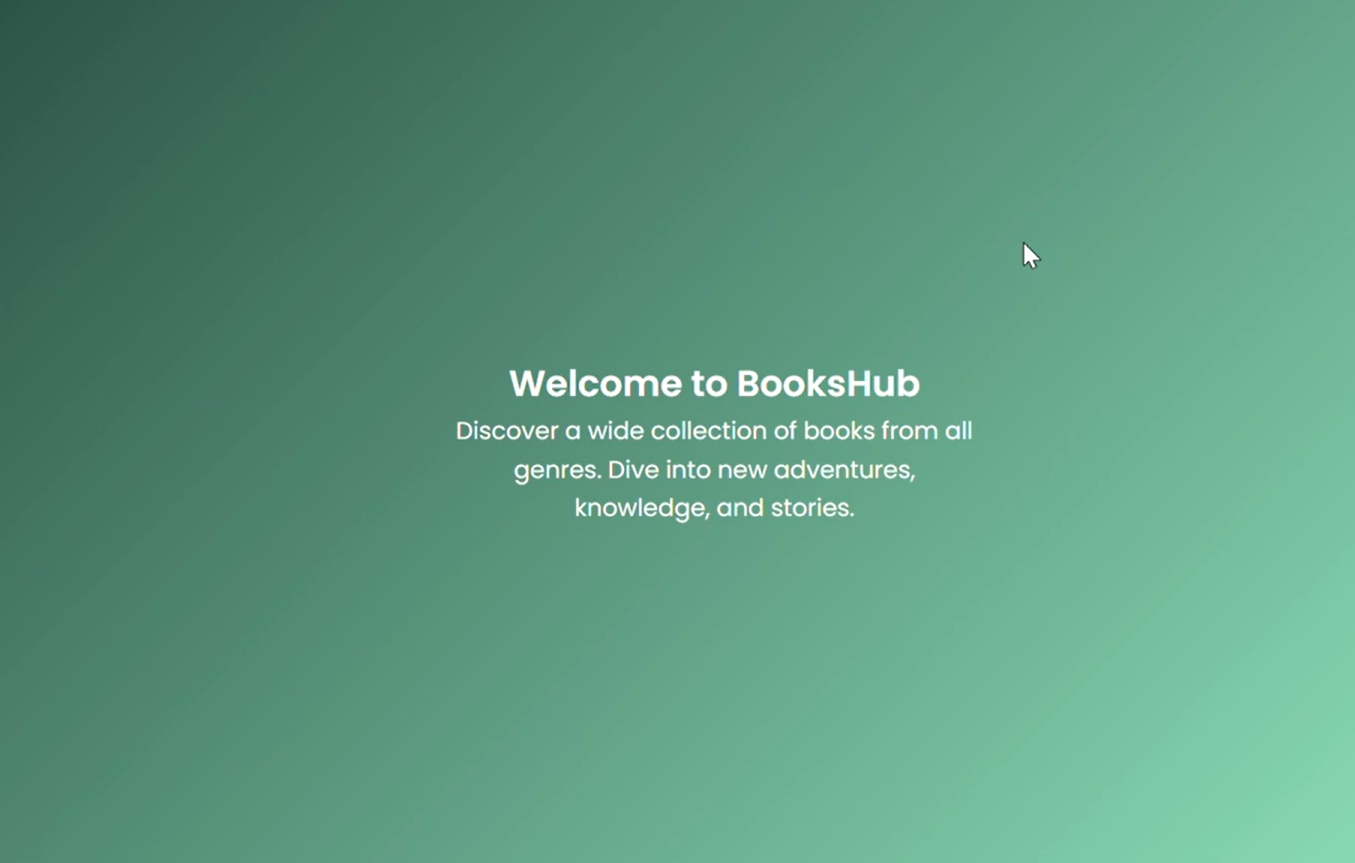 Welcome to BooksHub
Discover a wide collection of books from all
genres. Dive into new adventures,
knowledge, and stories.